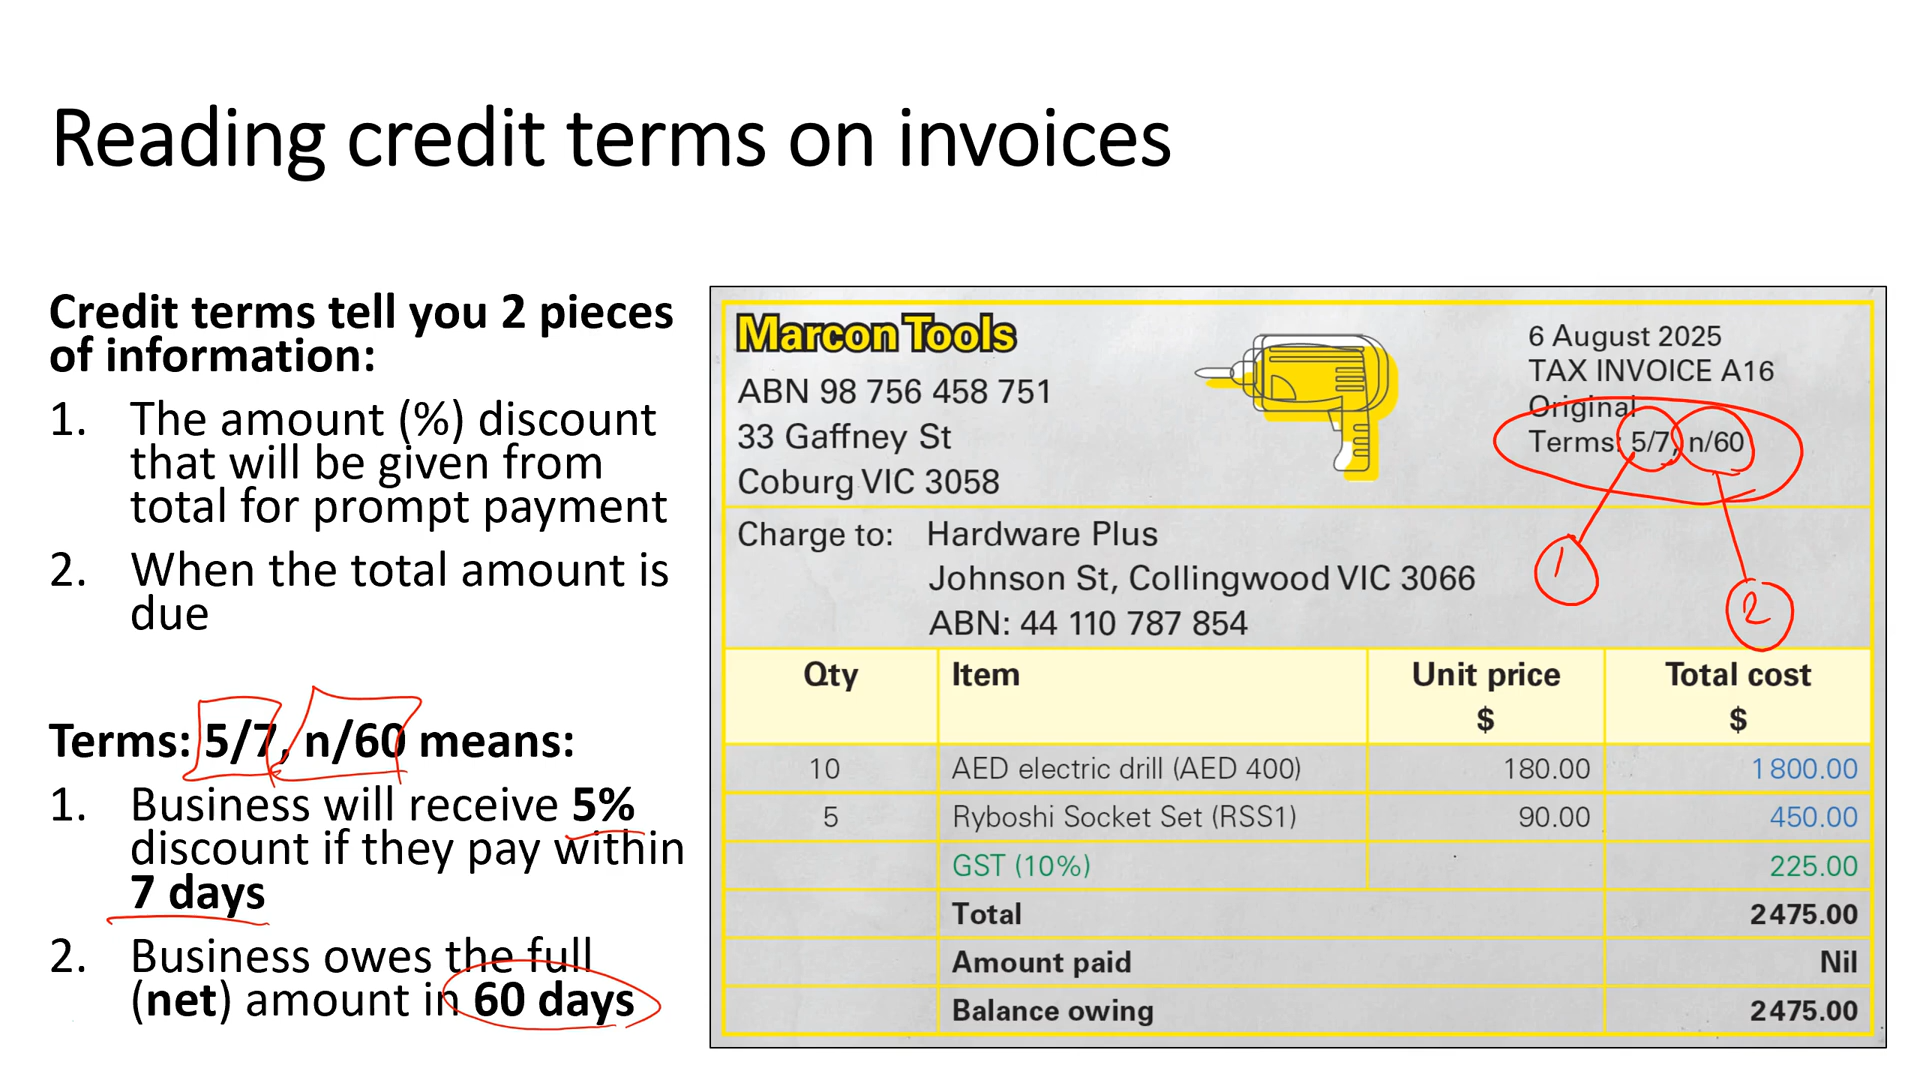 Reading credit terms on invoices
Credit terms tell you 2 pieces
of information:
1. The amount (%) discount
that will be given from
total for prompt payment
2. When the total amount is
due
Terms: 5/7, n/60 means:
1. Business will receive 5%
discount if they pay within
7 days
2. Business owes the full
(net) amount in 60 days
Marcon Tools
ABN 98 756 458 751
33 Gaffney St
Coburg VIC 3058
6 August 2025
TAX INVOICE A16
Original
Terms: 5/7, n/60
1
2
Charge to: Hardware Plus
Johnson St, Collingwood VIC 3066
ABN: 44 110 787 854
Qty Item Unit price Total cost
$ $
10 AED electric drill (AED 400) 180.00 1800.00
5 Ryboshi Socket Set (RSS1) 90.00 450.00
GST (10%) 225.00
Total 2475.00
Amount paid Nil
Balance owing 2475.00